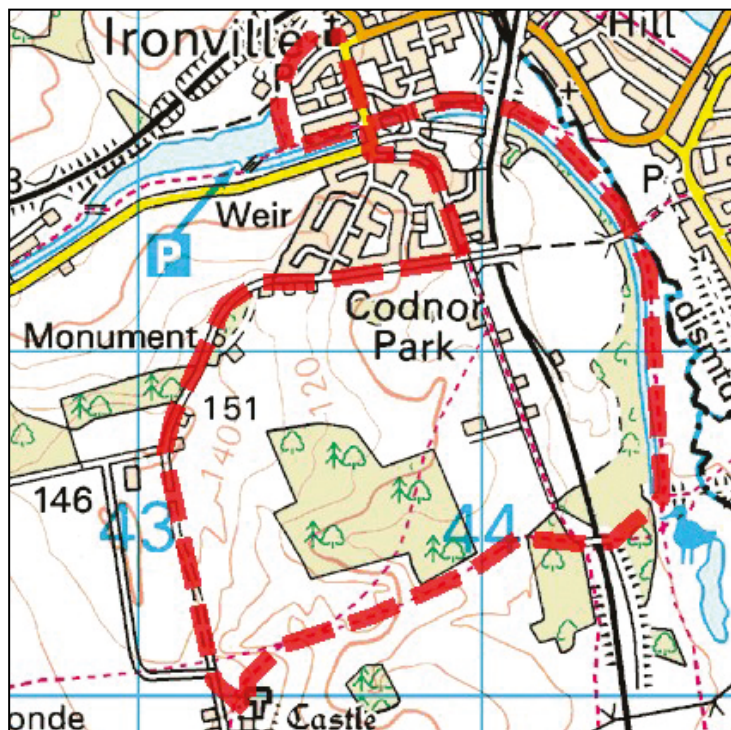 Ironville
Hill
P
Weir
P
Codnor
Park
Monument
dismtd
151
140
120
146
43
44
onde
Castle